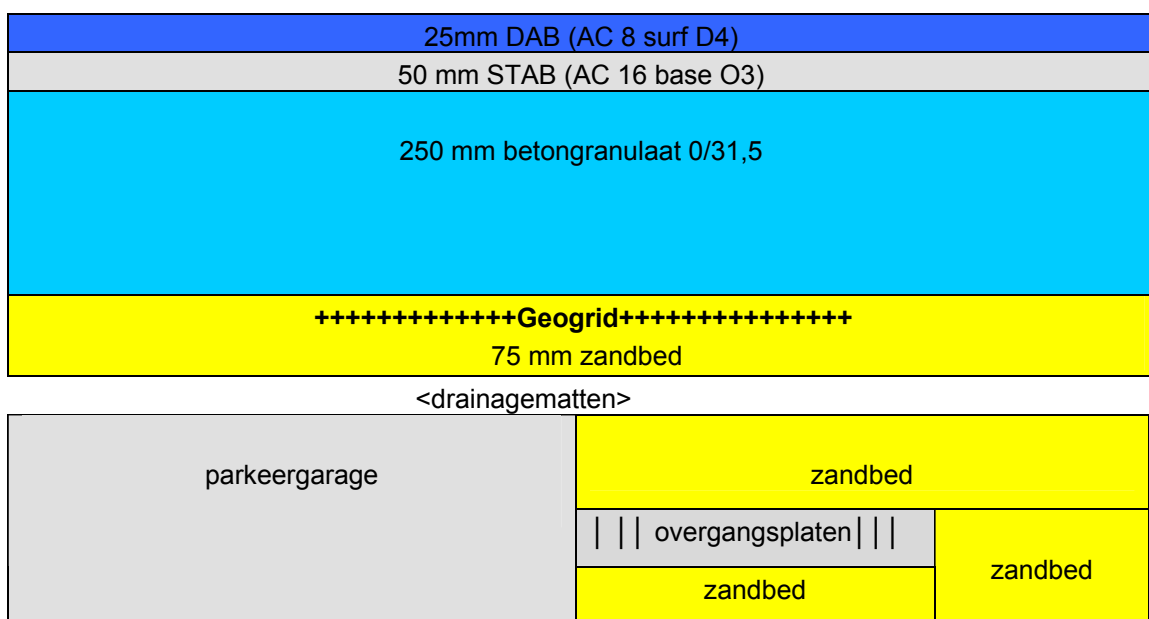 25mm DAB (AC 8 surf D4)
50 mm STAB (AC 16 base O3)
250 mm betongranulaat 0/31,5
+++++++++++++Geogrid+++++++++++++++
75 mm zandbed
<drainagematten>
parkeergarage
zandbed
│ ││ overgangsplaten│││
zandbed
zandbed